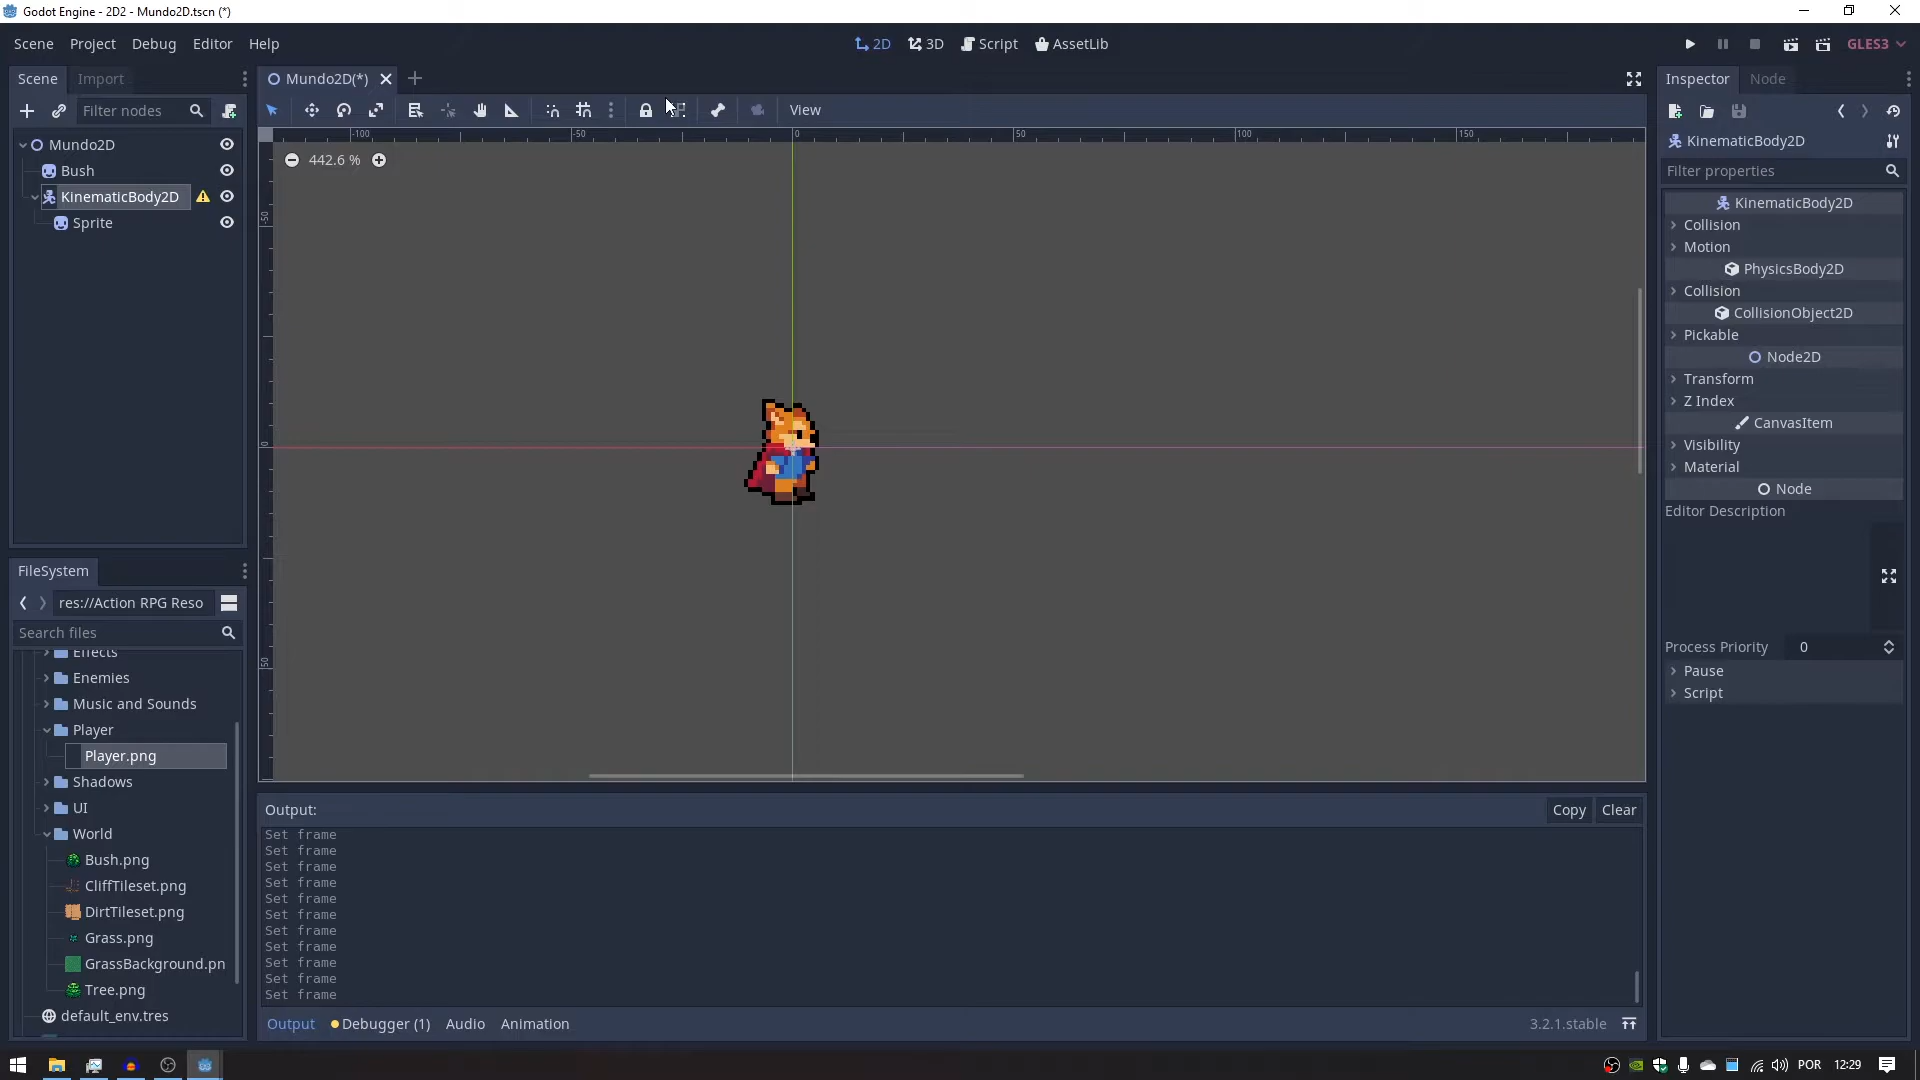 Godot Engine - 2D2 - Mundo2D.tscn (*)
Scene Project Debug Editor Help
2D 3D Script AssetLib
GLES3
Scene Import
Mundo2D(*)
Inspector Node
Filter nodes
View
Mundo2D
Bush
KinematicBody2D
Sprite
-100 -50 0 50 100 150
442.6 %
-50
0
50
KinematicBody2D
Filter properties
KinematicBody2D
Collision
Motion
PhysicsBody2D
Collision
CollisionObject2D
Pickable
Node2D
Transform
Z Index
CanvasItem
Visibility
Material
Node
Editor Description
Process Priority 0
Pause
Script
FileSystem
res://Action RPG Reso
Search files
Effects
Enemies
Music and Sounds
Player
Player.png
Shadows
UI
World
Bush.png
CliffTileset.png
DirtTileset.png
Grass.png
GrassBackground.pn
Tree.png
default_env.tres
Output:
Copy Clear
Set frame
Set frame
Set frame
Set frame
Set frame
Set frame
Set frame
Set frame
Set frame
Set frame
Set frame
Output Debugger (1) Audio Animation
3.2.1.stable
POR 12:29